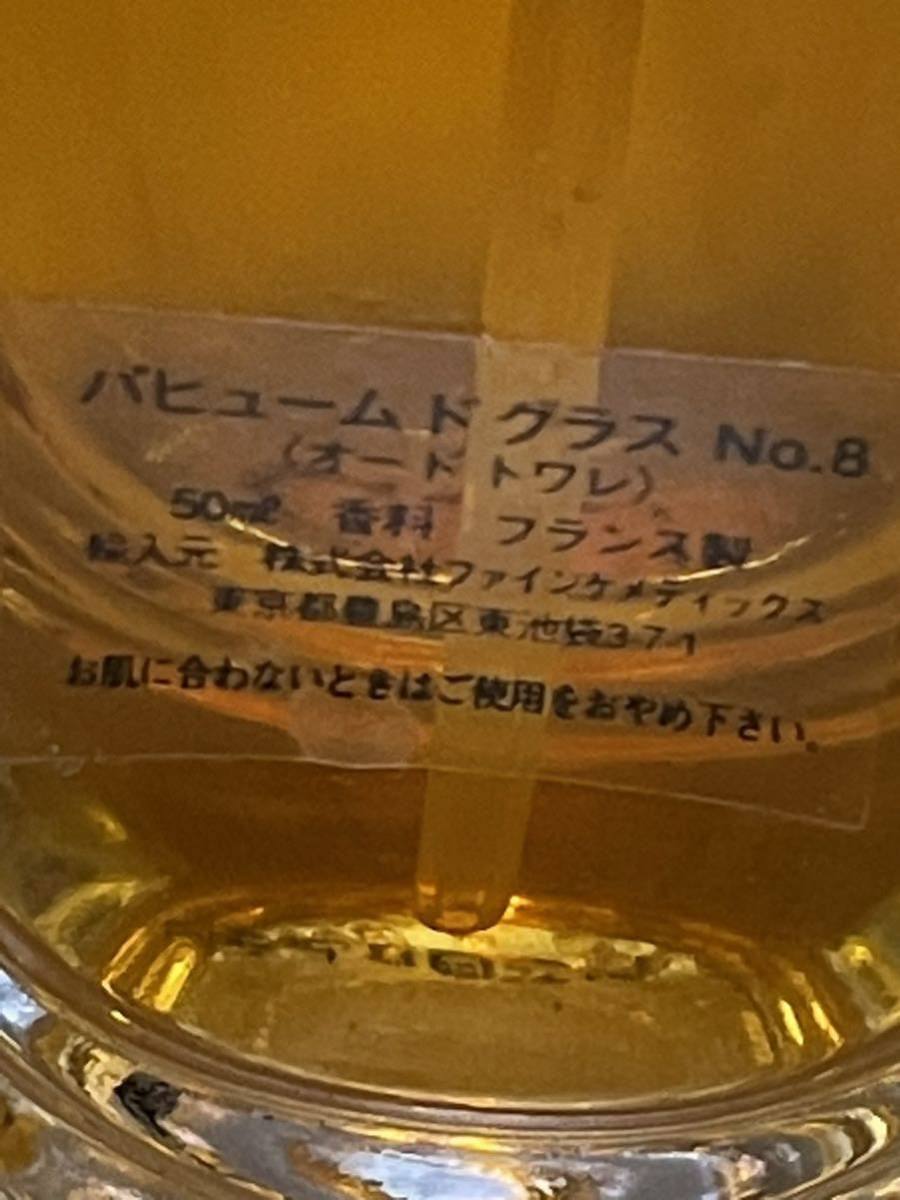 パヒューム ド グラス No.8
(オード トワレ)
50㎖ 香料 フランス製
輸入元 株式会社ファインケメティックス
東京都豊島区東池袋3-7-1
お肌に合わないときはご使用をおやめ下さい。